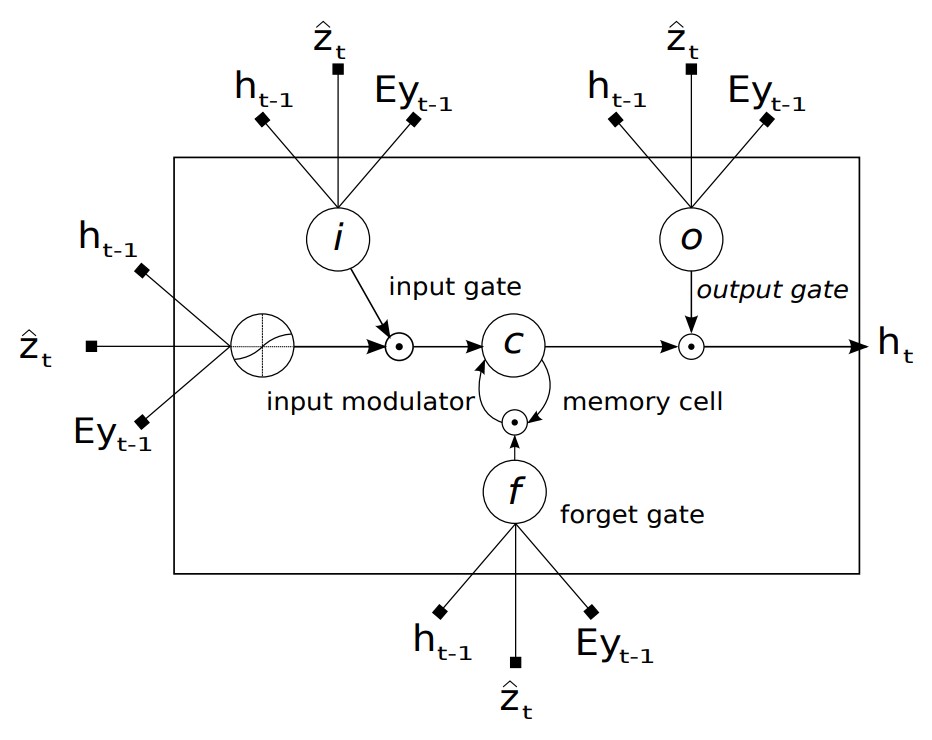 ẑt
ẑt
ht-1
Eyt-1
ht-1
Eyt-1
ht-1
i
o
input gate
output gate
ẑt
c
ht
input modulator
memory cell
Eyt-1
f
forget gate
ht-1
Eyt-1
ẑt